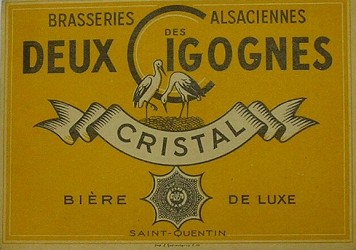 BRASSERIES ALSACIENNES
DES
DEUX CIGOGNES
CRISTAL
BIÈRE DE LUXE
SAINT-QUENTIN